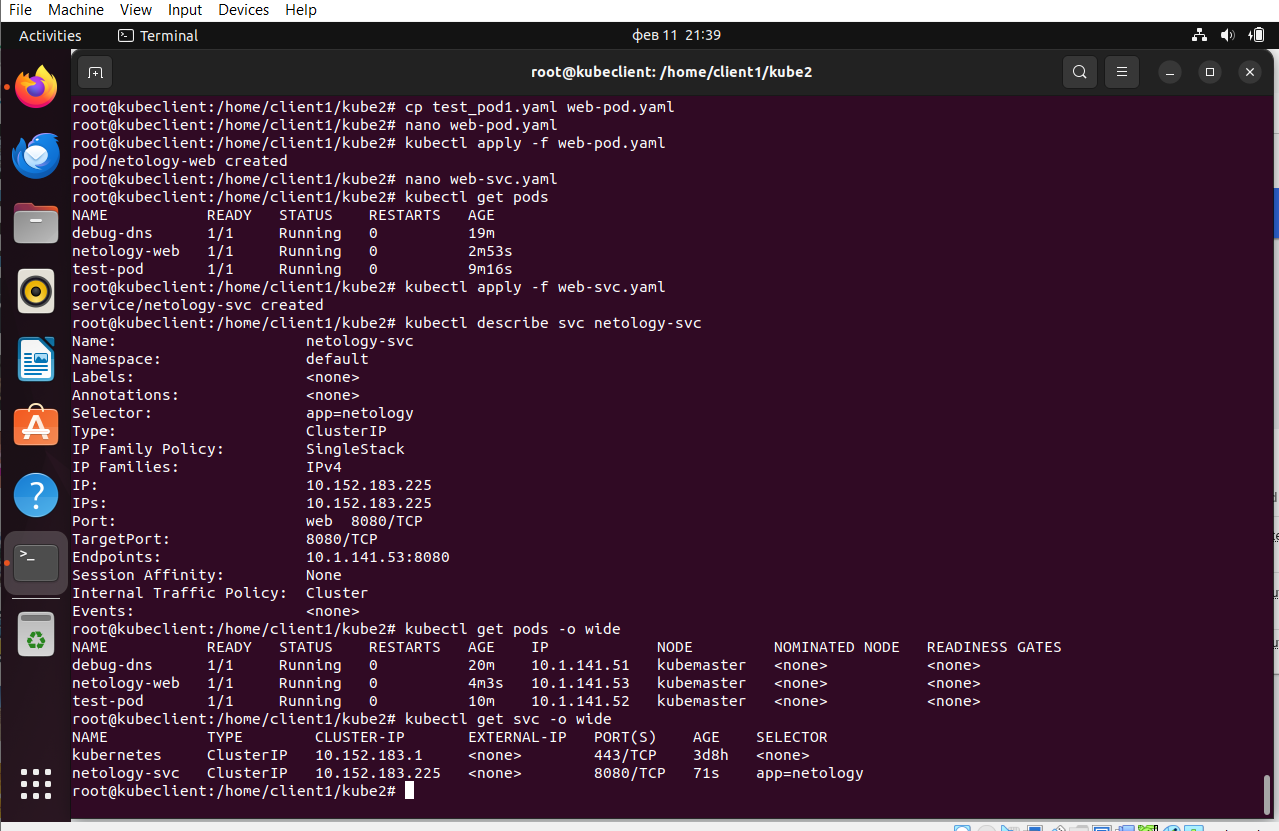 File Machine View Input Devices Help
Activities Terminal фев 11 21:39
root@kubeclient: /home/client1/kube2
root@kubeclient:/home/client1/kube2# cp test_pod1.yaml web-pod.yaml
root@kubeclient:/home/client1/kube2# nano web-pod.yaml
root@kubeclient:/home/client1/kube2# kubectl apply -f web-pod.yaml
pod/netology-web created
root@kubeclient:/home/client1/kube2# nano web-svc.yaml
root@kubeclient:/home/client1/kube2# kubectl get pods
NAME READY STATUS RESTARTS AGE
debug-dns 1/1 Running 0 19m
netology-web 1/1 Running 0 2m53s
test-pod 1/1 Running 0 9m16s
root@kubeclient:/home/client1/kube2# kubectl apply -f web-svc.yaml
service/netology-svc created
root@kubeclient:/home/client1/kube2# kubectl describe svc netology-svc
Name: netology-svc
Namespace: default
Labels: <none>
Annotations: <none>
Selector: app=netology
Type: ClusterIP
IP Family Policy: SingleStack
IP Families: IPv4
IP: 10.152.183.225
IPs: 10.152.183.225
Port: web 8080/TCP
TargetPort: 8080/TCP
Endpoints: 10.1.141.53:8080
Session Affinity: None
Internal Traffic Policy: Cluster
Events: <none>
root@kubeclient:/home/client1/kube2# kubectl get pods -o wide
NAME READY STATUS RESTARTS AGE IP NODE NOMINATED NODE READINESS GATES
debug-dns 1/1 Running 0 20m 10.1.141.51 kubemaster <none> <none>
netology-web 1/1 Running 0 4m3s 10.1.141.53 kubemaster <none> <none>
test-pod 1/1 Running 0 10m 10.1.141.52 kubemaster <none> <none>
root@kubeclient:/home/client1/kube2# kubectl get svc -o wide
NAME TYPE CLUSTER-IP EXTERNAL-IP PORT(S) AGE SELECTOR
kubernetes ClusterIP 10.152.183.1 <none> 443/TCP 3d8h <none>
netology-svc ClusterIP 10.152.183.225 <none> 8080/TCP 71s app=netology
root@kubeclient:/home/client1/kube2#